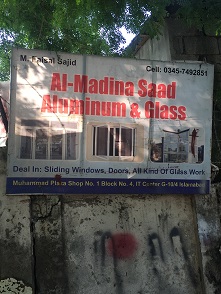 M. Faisal Sajid
Cell: 0345-7492851
Al-Madina Saad
Aluminum & Glass
Deal In: Sliding Windows, Doors, All Kind Of Glass Work
Muhammad Plaza Shop No. 1 Block No. 4, IT Center G-10/4 Islamabad